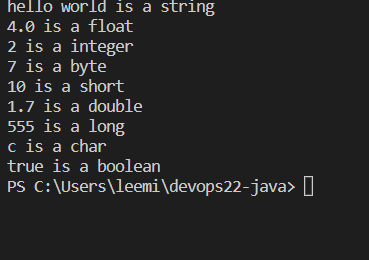 hello world is a string
4.0 is a float
2 is a integer
7 is a byte
10 is a short
1.7 is a double
555 is a long
c is a char
true is a boolean
PS C:\Users\leemi\devops22-java>